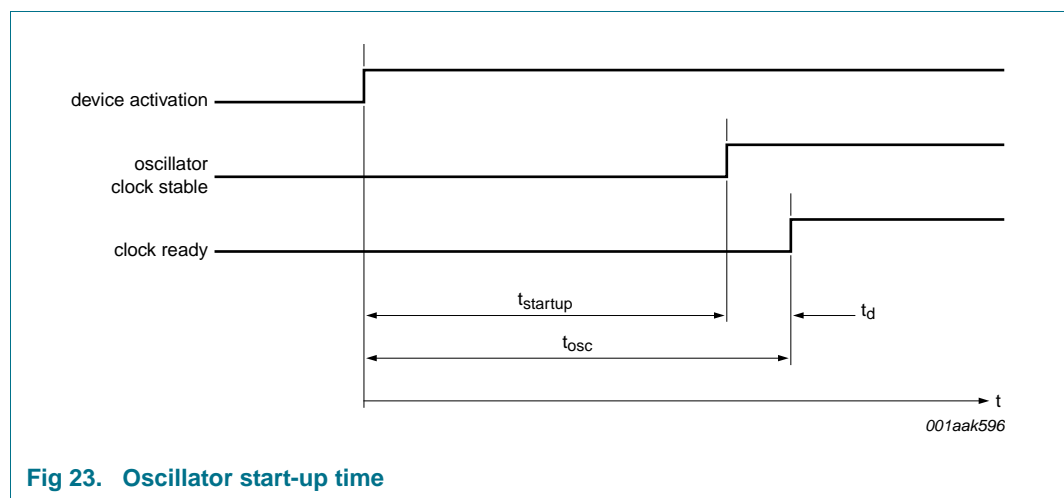 device activation
oscillator
clock stable
clock ready
tstartup
td
tosc
t
001aak596
Fig 23. Oscillator start-up time